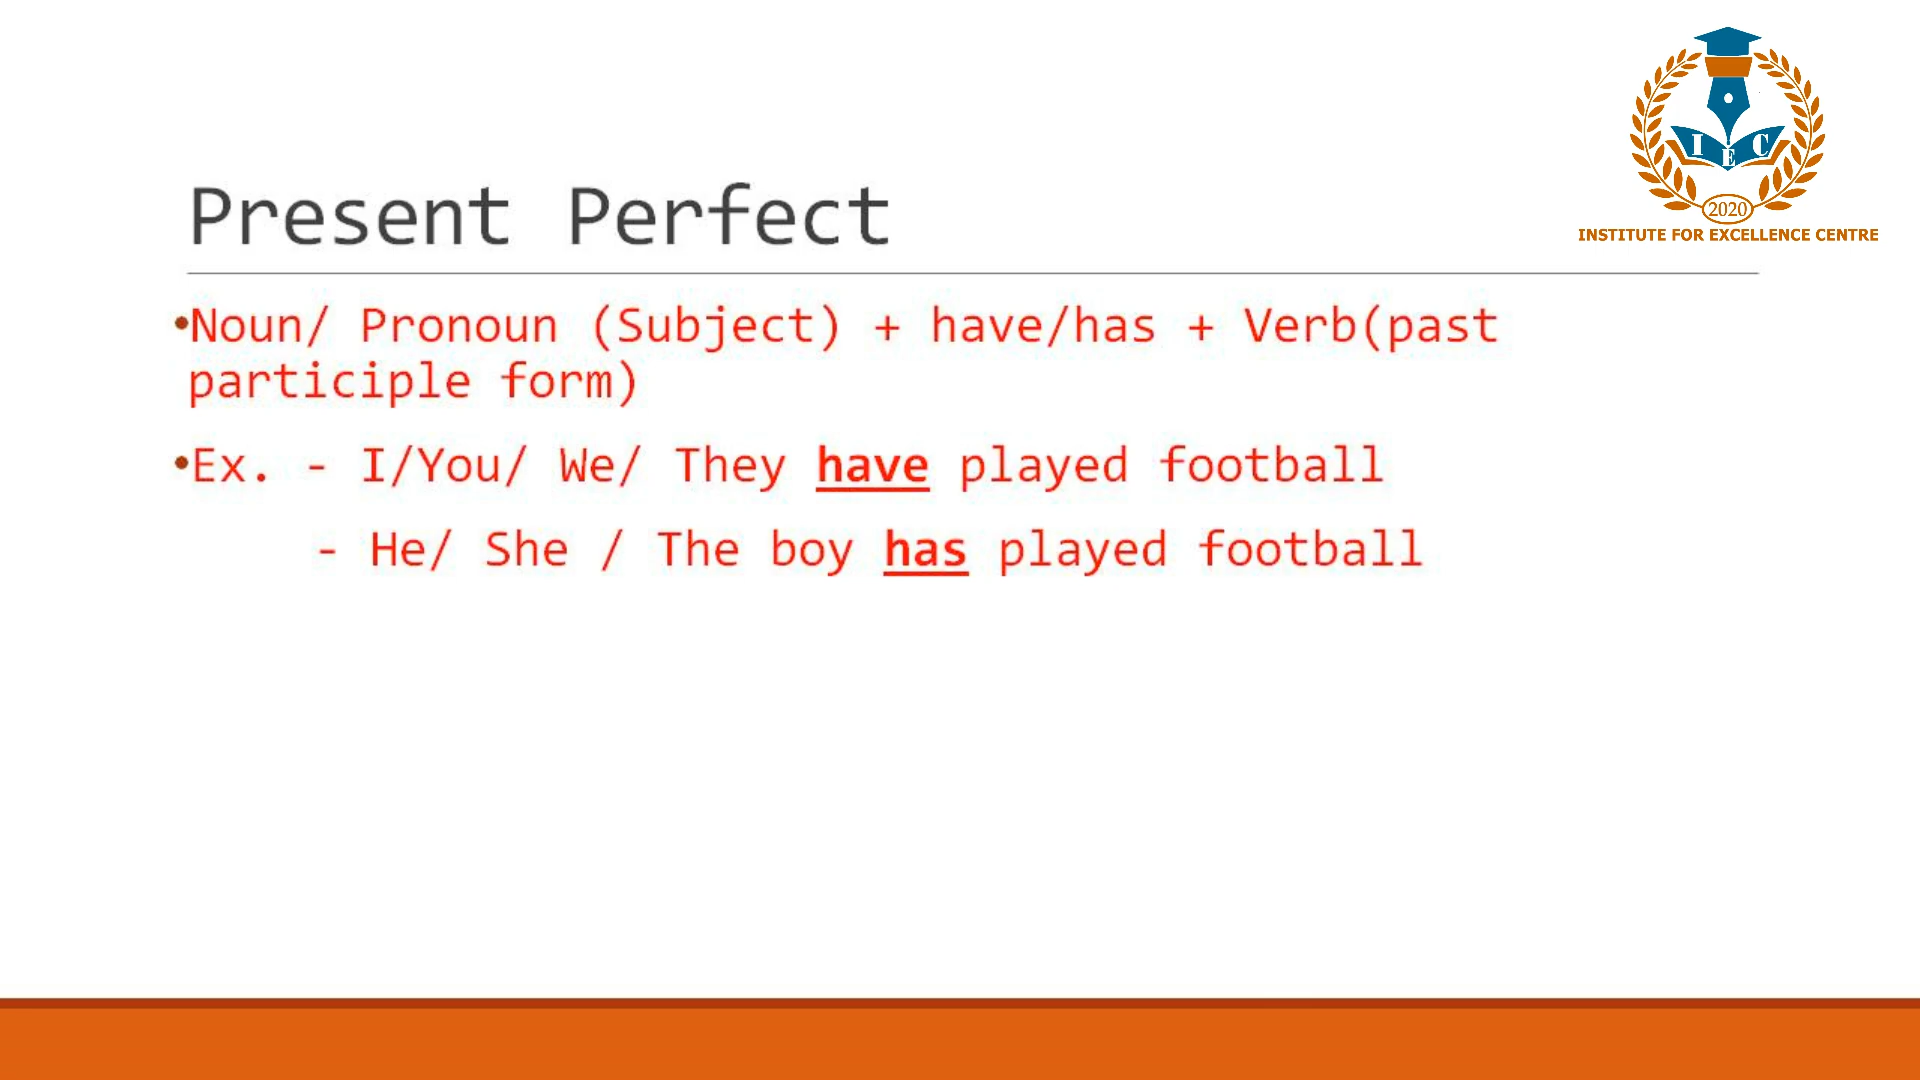 I E C
2020
INSTITUTE FOR EXCELLENCE CENTRE
Present Perfect
•Noun/ Pronoun (Subject) + have/has + Verb(past
participle form)
•Ex. - I/You/ We/ They have played football
- He/ She / The boy has played football